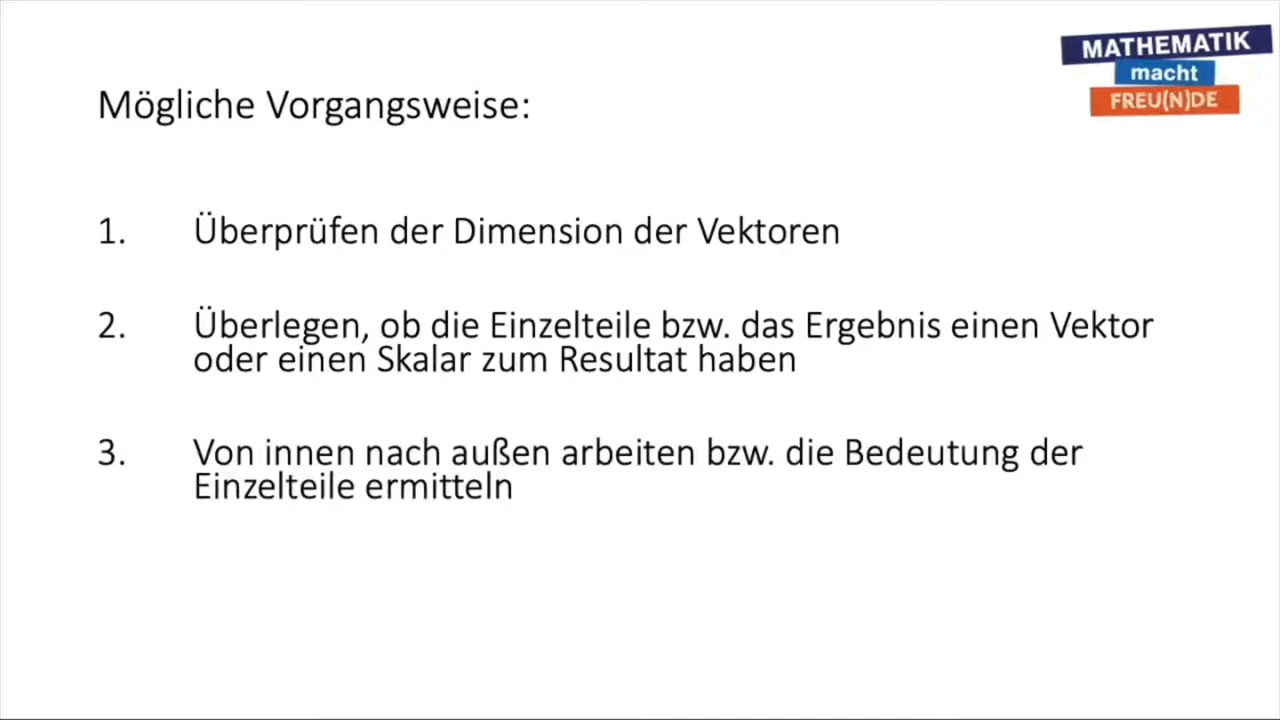 MATHEMATIK
macht
FREU(N)DE
Mögliche Vorgangsweise:
1. Überprüfen der Dimension der Vektoren
2. Überlegen, ob die Einzelteile bzw. das Ergebnis einen Vektor
oder einen Skalar zum Resultat haben
3. Von innen nach außen arbeiten bzw. die Bedeutung der
Einzelteile ermitteln